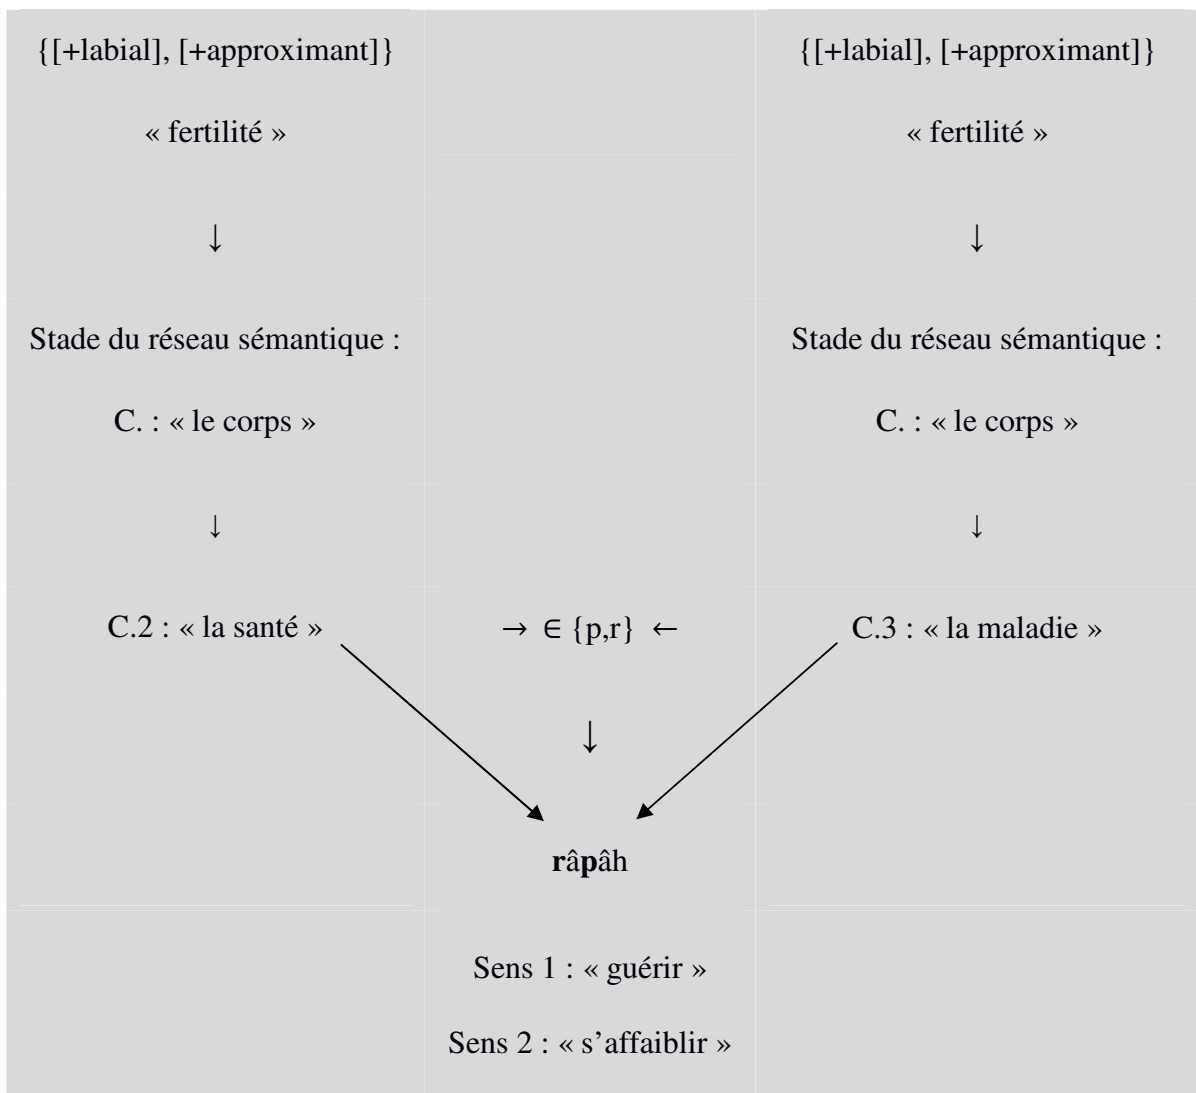 {[+labial], [+approximant]}
« fertilité »
↓
Stade du réseau sémantique :
C. : « le corps »
↓
C.2 : « la santé »
{[+labial], [+approximant]}
« fertilité »
↓
Stade du réseau sémantique :
C. : « le corps »
↓
C.3 : « la maladie »
→ ∈ {p,r} ←
↓
râpâh
Sens 1 : « guérir »
Sens 2 : « s’affaiblir »